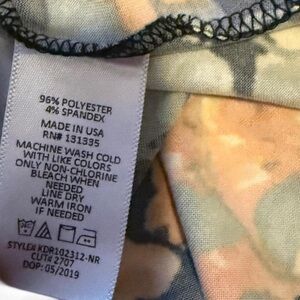 96% POLYESTER
4% SPANDEX
MADE IN USA
RN# 131335
MACHINE WASH COLD
WITH LIKE COLORS
ONLY NON-CHLORINE
BLEACH WHEN
NEEDED
LINE DRY
WARM IRON
IF NEEDED
STYLE# KDR102312-NR
CUT# 2707
DOP: 05/2019